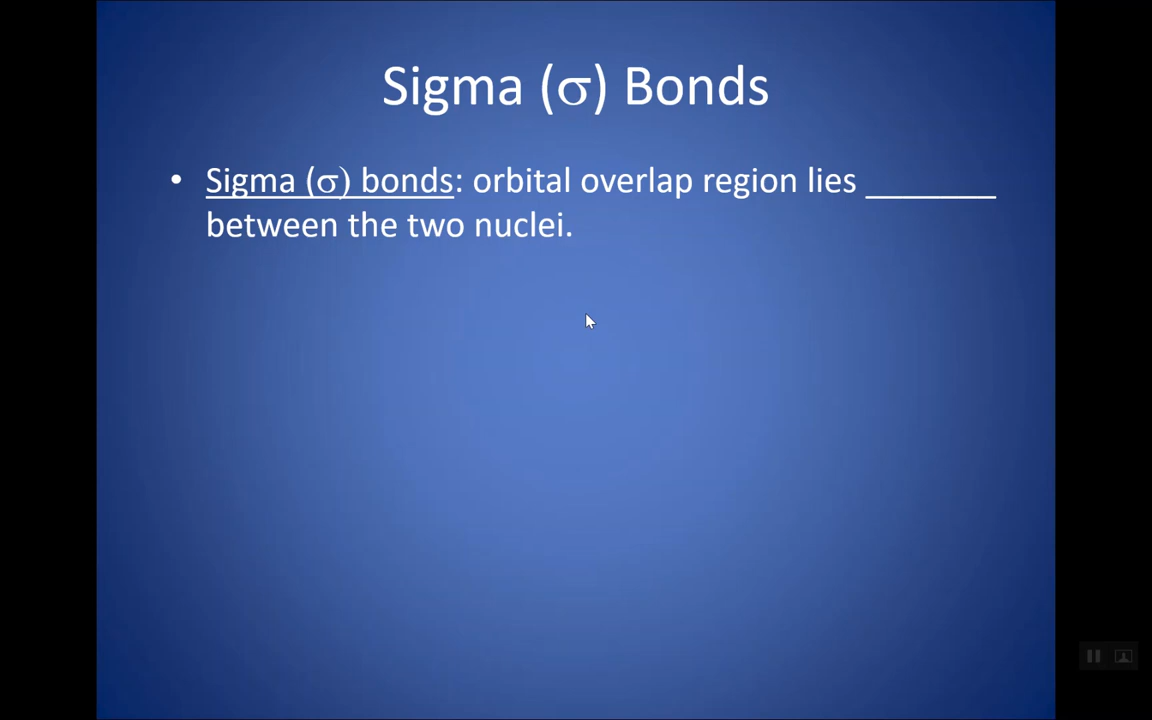 Sigma (σ) Bonds
• Sigma (σ) bonds: orbital overlap region lies ________
between the two nuclei.